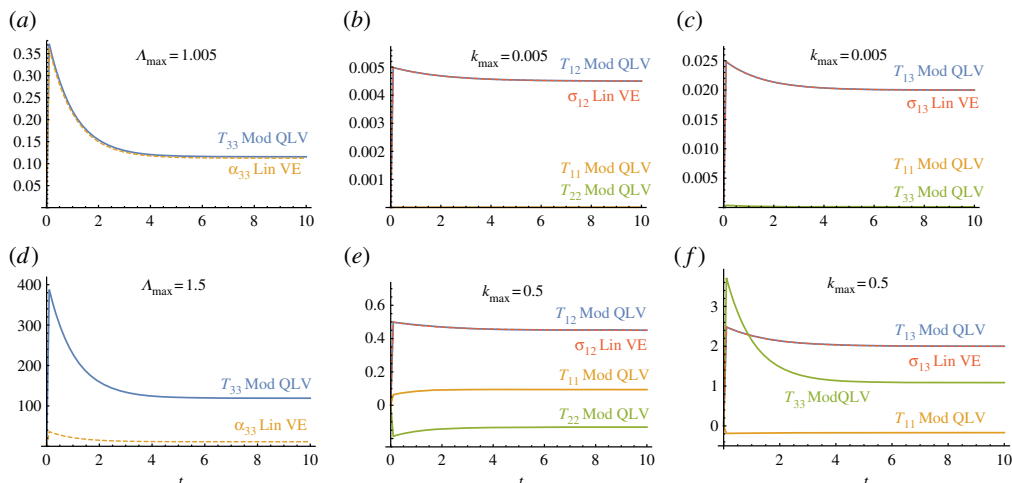 (a)
Λmax = 1.005
0.35
0.30
0.25
0.20
0.15
0.10
0.05
T33 Mod QLV
α33 Lin VE
0 2 4 6 8 10
(b)
kmax = 0.005
0.005
0.004
0.003
0.002
0.001
T12 Mod QLV
σ12 Lin VE
T11 Mod QLV
T22 Mod QLV
0 2 4 6 8 10
(c)
kmax = 0.005
0.025
0.020
0.015
0.010
0.005
T13 Mod QLV
σ13 Lin VE
T11 Mod QLV
T33 Mod QLV
0 2 4 6 8 10
(d)
Λmax = 1.5
400
300
200
100
T33 Mod QLV
α33 Lin VE
0 2 4 6 8 10
t
(e)
kmax = 0.5
0.6
0.4
0.2
0
T12 Mod QLV
σ12 Lin VE
T11 Mod QLV
T22 Mod QLV
0 2 4 6 8 10
t
(f)
kmax = 0.5
3
2
1
0
T13 Mod QLV
σ13 Lin VE
T33 ModQLV
T11 Mod QLV
2 4 6 8 10
t